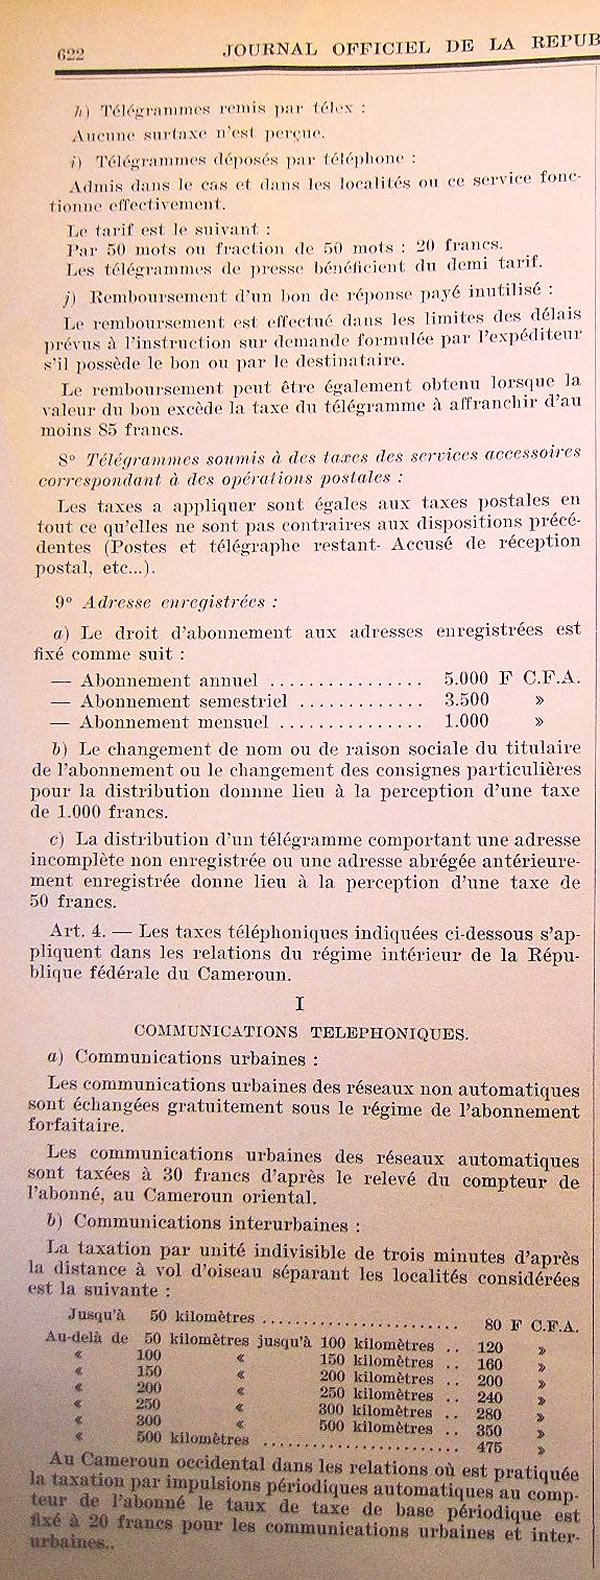 622 JOURNAL OFFICIEL DE LA REPUB
h) Télégrammes remis par télex :
Aucune surtaxe n'est perçue.
i) Télégrammes déposés par téléphone :
Admis dans le cas et dans les localités ou ce service fonc-
tionne effectivement.
Le tarif est le suivant :
Par 50 mots ou fraction de 50 mots : 20 francs.
Les télégrammes de presse bénéficient du demi tarif.
j) Remboursement d'un bon de réponse payé inutilisé :
Le remboursement est effectué dans les limites des délais
prévus à l'instruction sur demande formulée par l'expéditeur
s'il possède le bon ou par le destinataire.
Le remboursement peut être également obtenu lorsque la
valeur du bon excède la taxe du télégramme à affranchir d'au
moins 85 francs.
8° Télégrammes soumis à des taxes des services accessoires
correspondant à des opérations postales :
Les taxes a appliquer sont égales aux taxes postales en
tout ce qu'elles ne sont pas contraires aux dispositions précé-
dentes (Postes et télégraphe restant- Accusé de réception
postal, etc...).
9° Adresse enregistrées :
a) Le droit d'abonnement aux adresses enregistrées est
fixé comme suit :
— Abonnement annuel ................ 5.000 F C.F.A.
— Abonnement semestriel ............. 3.500 »
— Abonnement mensuel ............... 1.000 »
b) Le changement de nom ou de raison sociale du titulaire
de l'abonnement ou le changement des consignes particulières
pour la distribution donnne lieu à la perception d'une taxe
de 1.000 francs.
c) La distribution d'un télégramme comportant une adresse
incomplète non enregistrée ou une adresse abrégée antérieure-
ment enregistrée donne lieu à la perception d'une taxe de
50 francs.
Art. 4. — Les taxes téléphoniques indiquées ci-dessous s'ap-
pliquent dans les relations du régime intérieur de la Répu-
blique fédérale du Cameroun.
I
COMMUNICATIONS TELEPHONIQUES.
a) Communications urbaines :
Les communications urbaines des réseaux non automatiques
sont échangées gratuitement sous le régime de l'abonnement
forfaitaire.
Les communications urbaines des réseaux automatiques
sont taxées à 30 francs d'après le relevé du compteur de
l'abonné, au Cameroun oriental.
b) Communications interurbaines :
La taxation par unité indivisible de trois minutes d'après
la distance à vol d'oiseau séparant les localités considérées
est la suivante :
Jusqu'à 50 kilomètres ......................... 80 F C.F.A.
Au-delà de 50 kilomètres jusqu'à 100 kilomètres .. 120 »
« 100 « 150 kilomètres .. 160 »
« 150 200 kilomètres .. 200 »
« 200 « 250 kilomètres .. 240 »
« 250 300 kilomètres .. 280 »
« 300 « 500 kilomètres .. 350 »
« 500 kilomètres ......................... 475 »
Au Cameroun occidental dans les relations où est pratiquée
la taxation par impulsions périodiques automatiques au comp-
teur de l'abonné le taux de taxe de base périodique est
fixé à 20 francs pour les communications urbaines et inter-
urbaines..